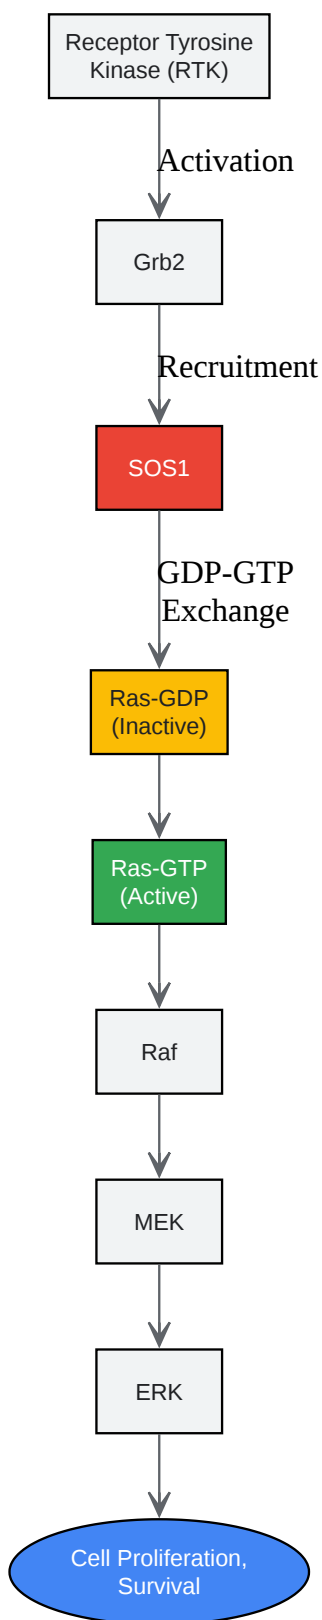 Receptor Tyrosine
Kinase (RTK)
Activation
Grb2
Recruitment
SOS1
GDP-GTP
Exchange
Ras-GDP
(Inactive)
Ras-GTP
(Active)
Raf
MEK
ERK
Cell Proliferation,
Survival